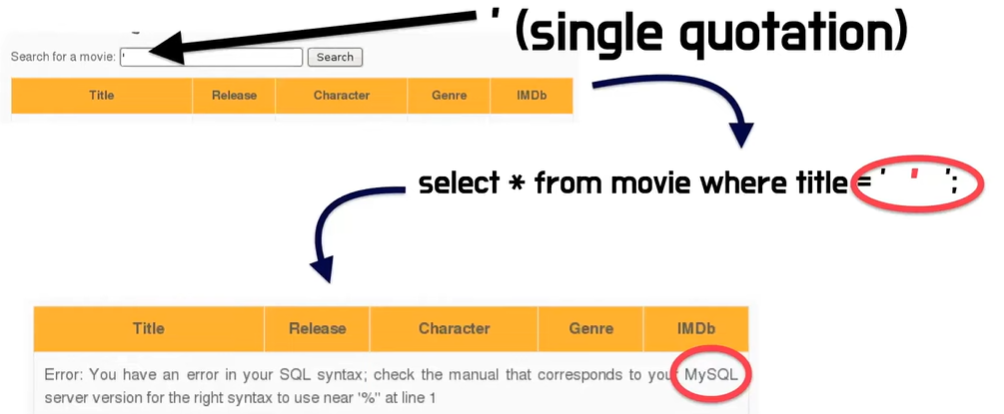 ' (single quotation)
Search for a movie: ' Search
Title Release Character Genre IMDb
select * from movie where title = ' ' ';
Title Release Character Genre IMDb
Error: You have an error in your SQL syntax; check the manual that corresponds to your MySQL
server version for the right syntax to use near '%'' at line 1